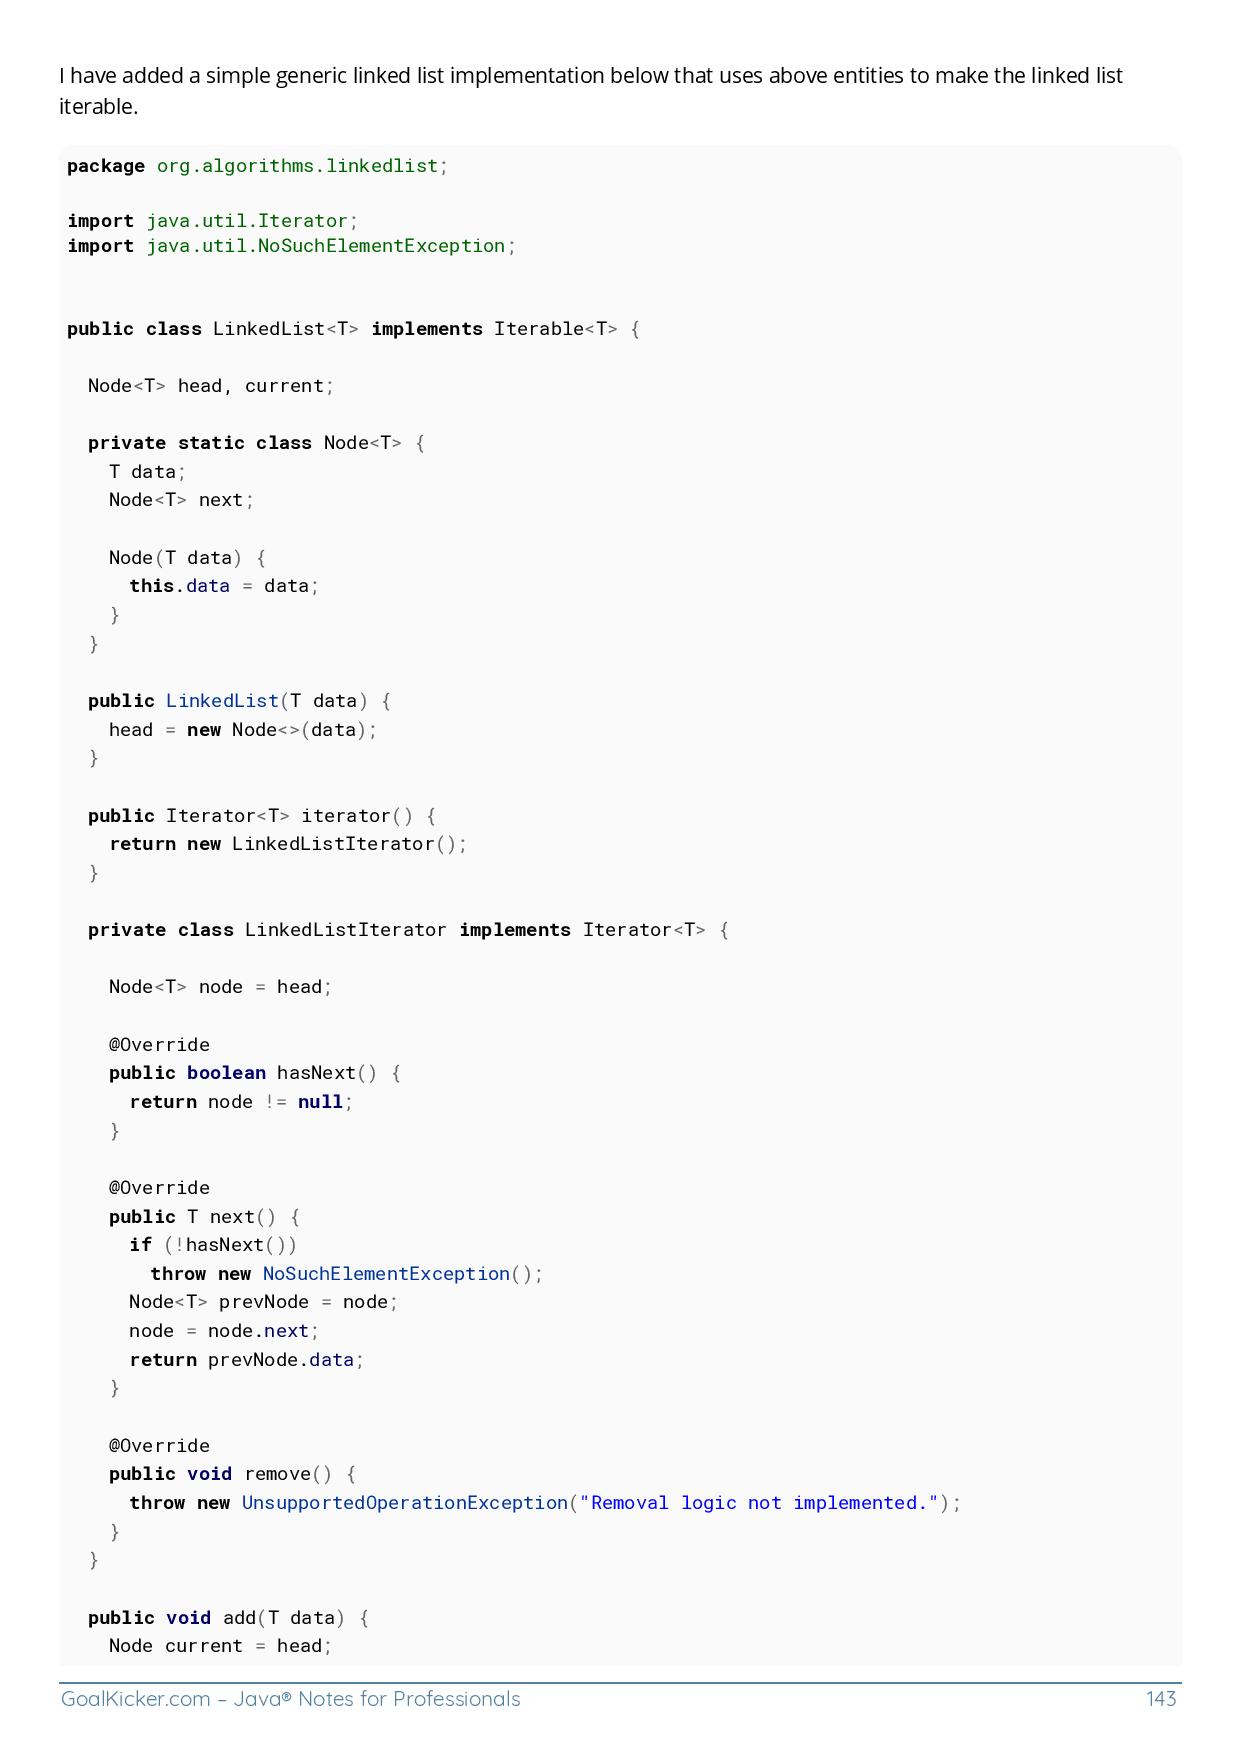 I have added a simple generic linked list implementation below that uses above entities to make the linked list
iterable.
package org.algorithms.linkedlist;
import java.util.Iterator;
import java.util.NoSuchElementException;
public class LinkedList<T> implements Iterable<T> {
Node<T> head, current;
private static class Node<T> {
T data;
Node<T> next;
Node(T data) {
this.data = data;
}
}
public LinkedList(T data) {
head = new Node<>(data);
}
public Iterator<T> iterator() {
return new LinkedListIterator();
}
private class LinkedListIterator implements Iterator<T> {
Node<T> node = head;
@Override
public boolean hasNext() {
return node != null;
}
@Override
public T next() {
if (!hasNext())
throw new NoSuchElementException();
Node<T> prevNode = node;
node = node.next;
return prevNode.data;
}
@Override
public void remove() {
throw new UnsupportedOperationException("Removal logic not implemented.");
}
}
public void add(T data) {
Node current = head;
GoalKicker.com – Java® Notes for Professionals 143